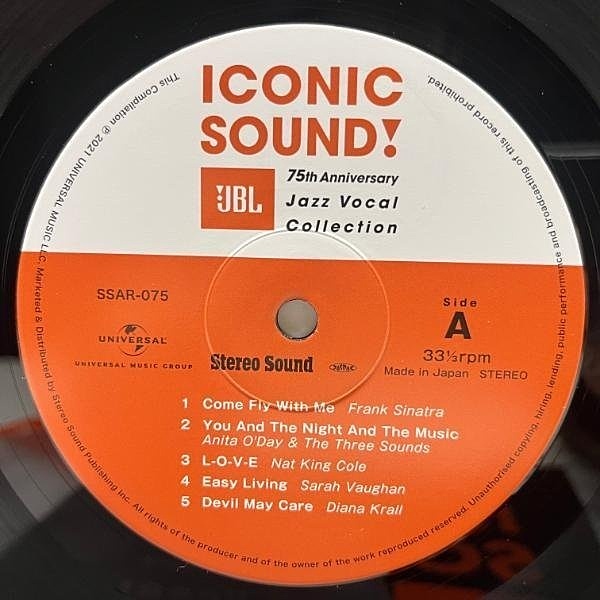 ICONIC
SOUND!
JBL
75th Anniversary
Jazz Vocal
Collection
SSAR-075
UNIVERSAL
UNIVERSAL MUSIC GROUP
Stereo Sound
Side
A
33⅓rpm
Made in Japan STEREO
1 Come Fly With Me Frank Sinatra
2 You And The Night And The Music
Anita O'Day & The Three Sounds
3 L-O-V-E Nat King Cole
4 Easy Living Sarah Vaughan
5 Devil May Care Diana Krall
This Compilation ℗ 2021 UNIVERSAL MUSIC LLC. Marketed & Distributed by Stereo Sound Publishing Inc. All rights of the producer and of the owner of the work reproduced reserved. Unauthorised copying, hiring, lending, public performance and broadcasting of this record prohibited.